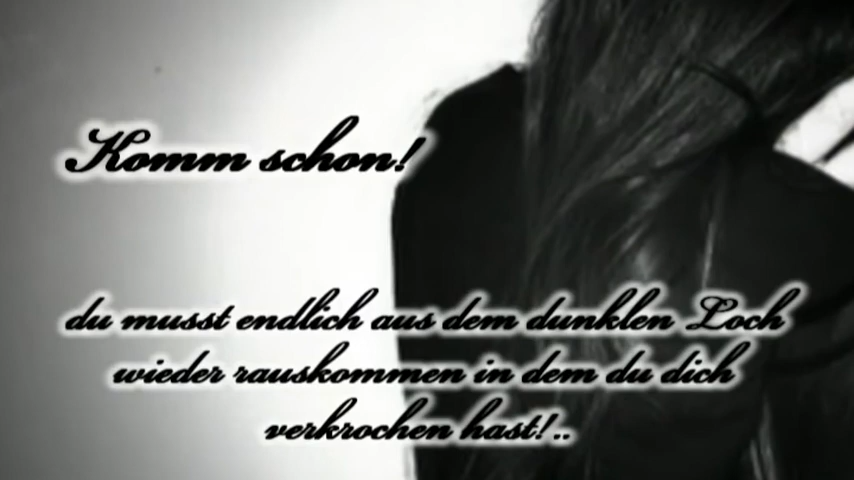 Komm schon!
du musst endlich aus dem dunklen Loch
wieder rauskommen in dem du dich
verkrochen hast!..